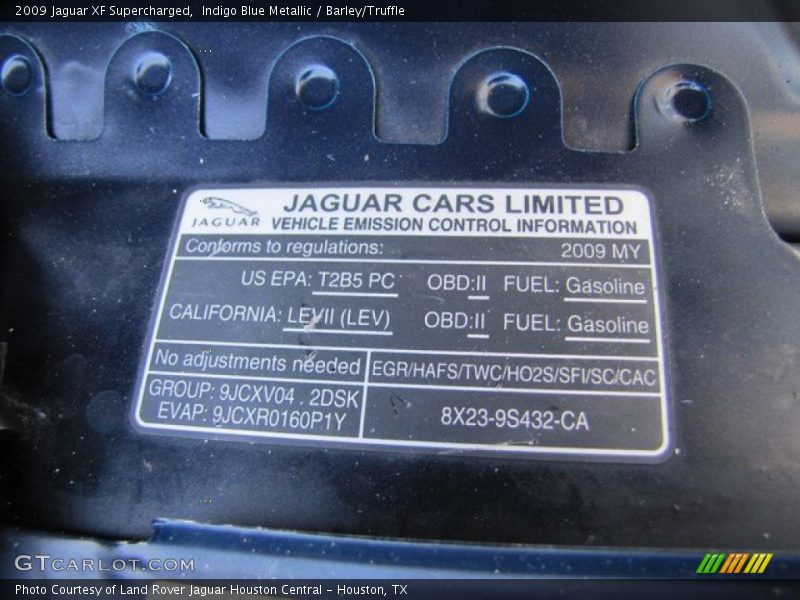 2009 Jaguar XF Supercharged,  Indigo Blue Metallic / Barley/Truffle
JAGUAR
JAGUAR CARS LIMITED
VEHICLE EMISSION CONTROL INFORMATION
Conforms to regulations: 2009 MY
US EPA: T2B5 PC OBD:II FUEL: Gasoline
CALIFORNIA: LEVII (LEV) OBD:II FUEL: Gasoline
No adjustments needed EGR/HAFS/TWC/HO2S/SFI/SC/CAC
GROUP: 9JCXV04 . 2DSK
EVAP: 9JCXR0160P1Y
8X23-9S432-CA
GTCARLOT.COM
Photo Courtesy of Land Rover Jaguar Houston Central - Houston, TX